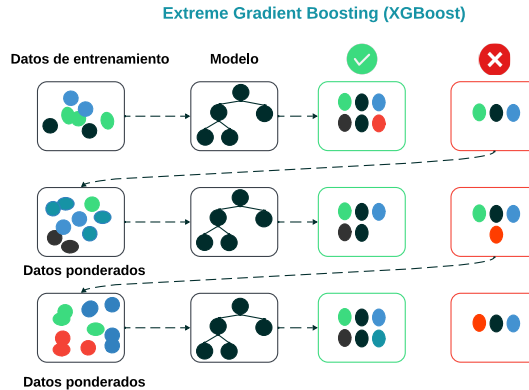 Extreme Gradient Boosting (XGBoost)
Datos de entrenamiento
Modelo
Datos ponderados
Datos ponderados